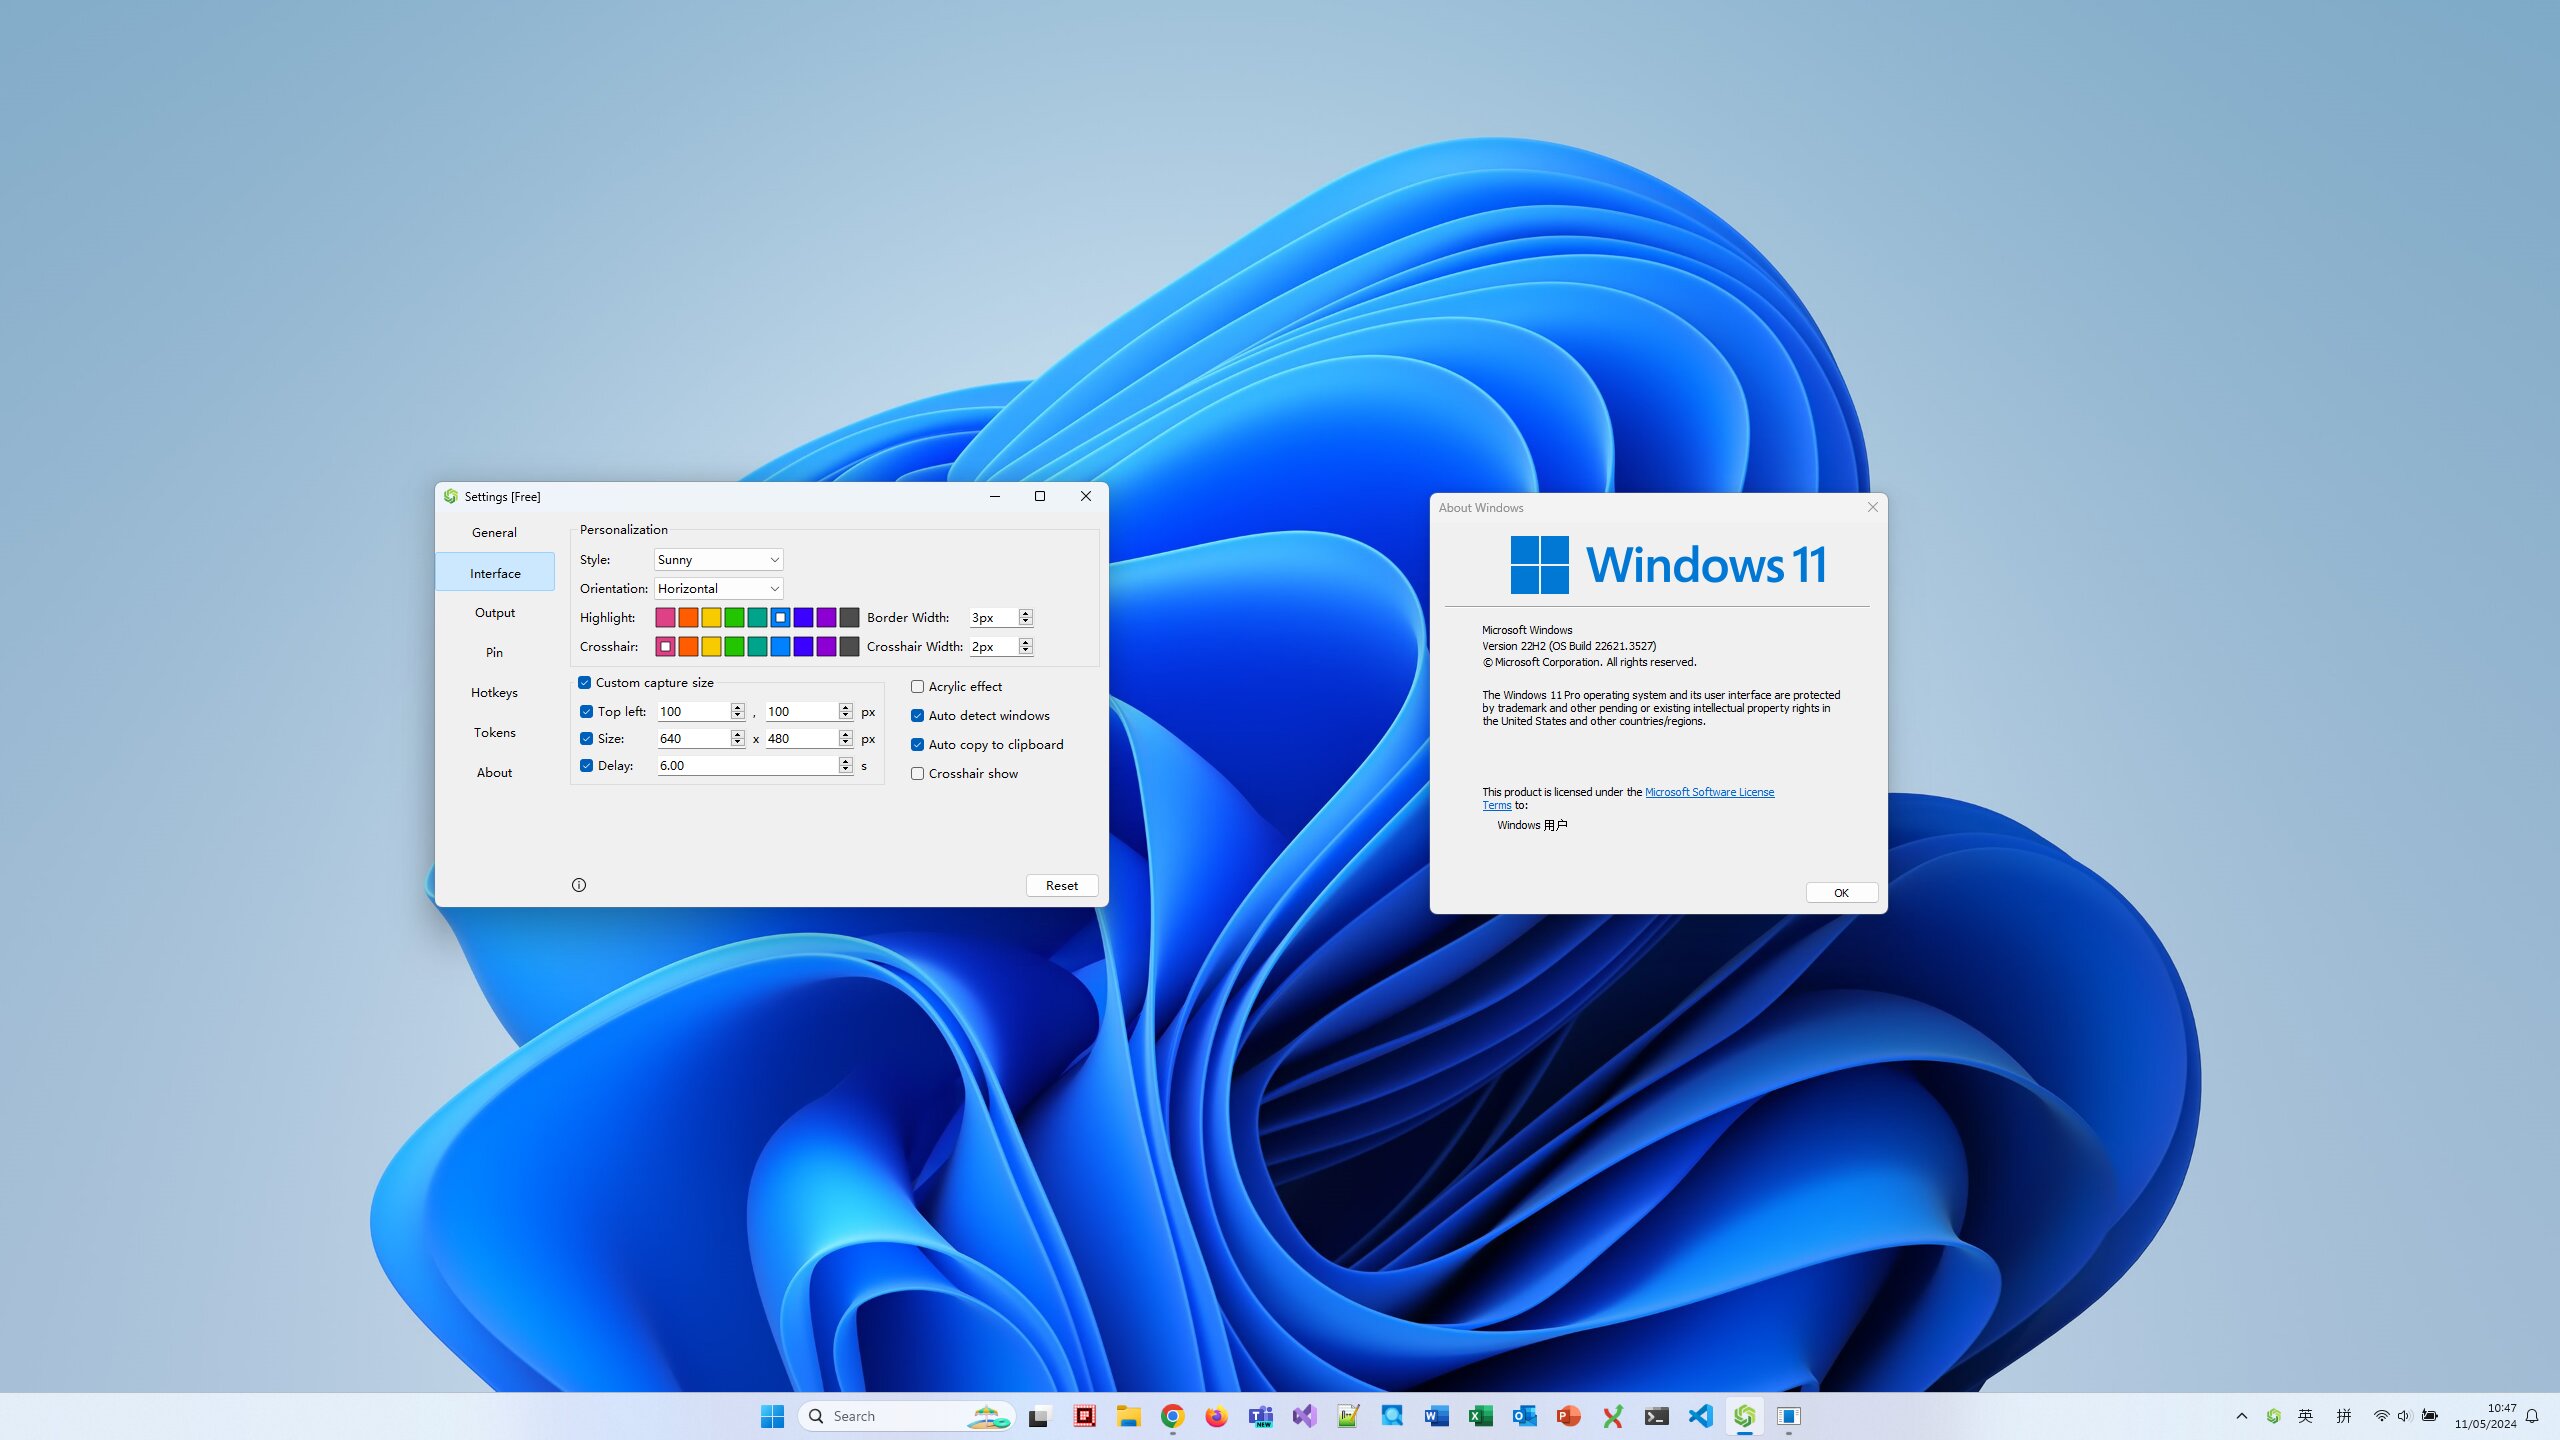 Settings [Free]
General
Interface
Output
Pin
Hotkeys
Tokens
About
Personalization
Style: Sunny
Orientation: Horizontal
Highlight: Border Width: 3px
Crosshair: Crosshair Width: 2px
Custom capture size
Top left: 100 , 100 px
Size: 640 x 480 px
Delay: 6.00 s
Acrylic effect
Auto detect windows
Auto copy to clipboard
Crosshair show
Reset
About Windows
Windows 11
Microsoft Windows
Version 22H2 (OS Build 22621.3527)
© Microsoft Corporation. All rights reserved.
The Windows 11 Pro operating system and its user interface are protected
by trademark and other pending or existing intellectual property rights in
the United States and other countries/regions.
This product is licensed under the Microsoft Software License
Terms to:
Windows 用户
OK
Search
NEW
英 拼
10:47
11/05/2024